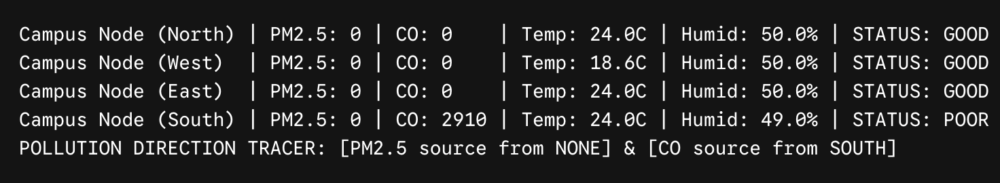 Campus Node (North) | PM2.5: 0 | CO: 0    | Temp: 24.0C | Humid: 50.0% | STATUS: GOOD
Campus Node (West)  | PM2.5: 0 | CO: 0    | Temp: 18.6C | Humid: 50.0% | STATUS: GOOD
Campus Node (East)  | PM2.5: 0 | CO: 0    | Temp: 24.0C | Humid: 50.0% | STATUS: GOOD
Campus Node (South) | PM2.5: 0 | CO: 2910 | Temp: 24.0C | Humid: 49.0% | STATUS: POOR
POLLUTION DIRECTION TRACER: [PM2.5 source from NONE] & [CO source from SOUTH]